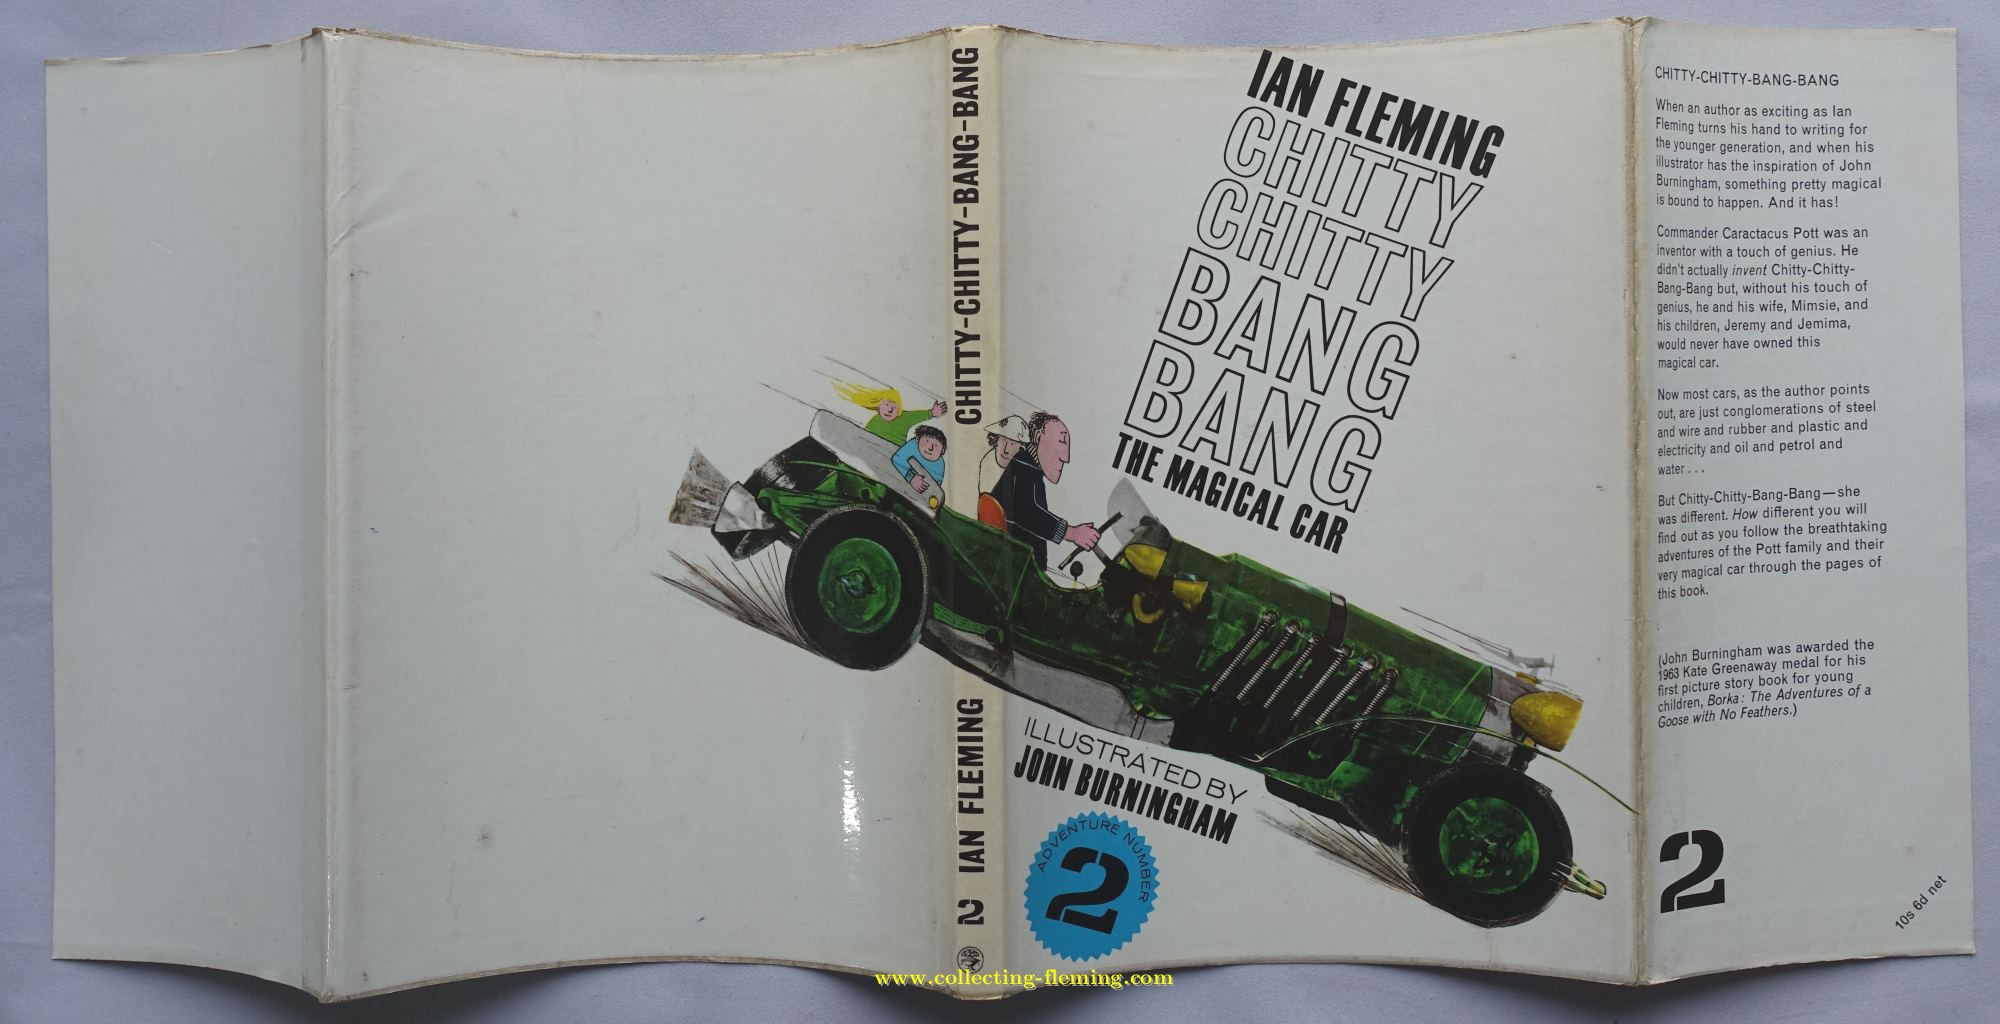 CHITTY-CHITTY-BANG-BANG
IAN FLEMING
2
IAN FLEMING
CHITTY
CHITTY
BANG
BANG
THE MAGICAL CAR
ILLUSTRATED BY
JOHN BURNINGHAM
ADVENTURE NUMBER
2
CHITTY-CHITTY-BANG-BANG
When an author as exciting as Ian
Fleming turns his hand to writing for
the younger generation, and when his
illustrator has the inspiration of John
Burningham, something pretty magical
is bound to happen. And it has!
Commander Caractacus Pott was an
inventor with a touch of genius. He
didn't actually invent Chitty-Chitty-
Bang-Bang but, without his touch of
genius, he and his wife, Mimsie, and
his children, Jeremy and Jemima,
would never have owned this
magical car.
Now most cars, as the author points
out, are just conglomerations of steel
and wire and rubber and plastic and
electricity and oil and petrol and
water . . .
But Chitty-Chitty-Bang-Bang—she
was different. How different you will
find out as you follow the breathtaking
adventures of the Pott family and their
very magical car through the pages of
this book.
(John Burningham was awarded the
1963 Kate Greenaway medal for his
first picture story book for young
children, Borka: The Adventures of a
Goose with No Feathers.)
2
10s 6d net
www.collecting-fleming.com